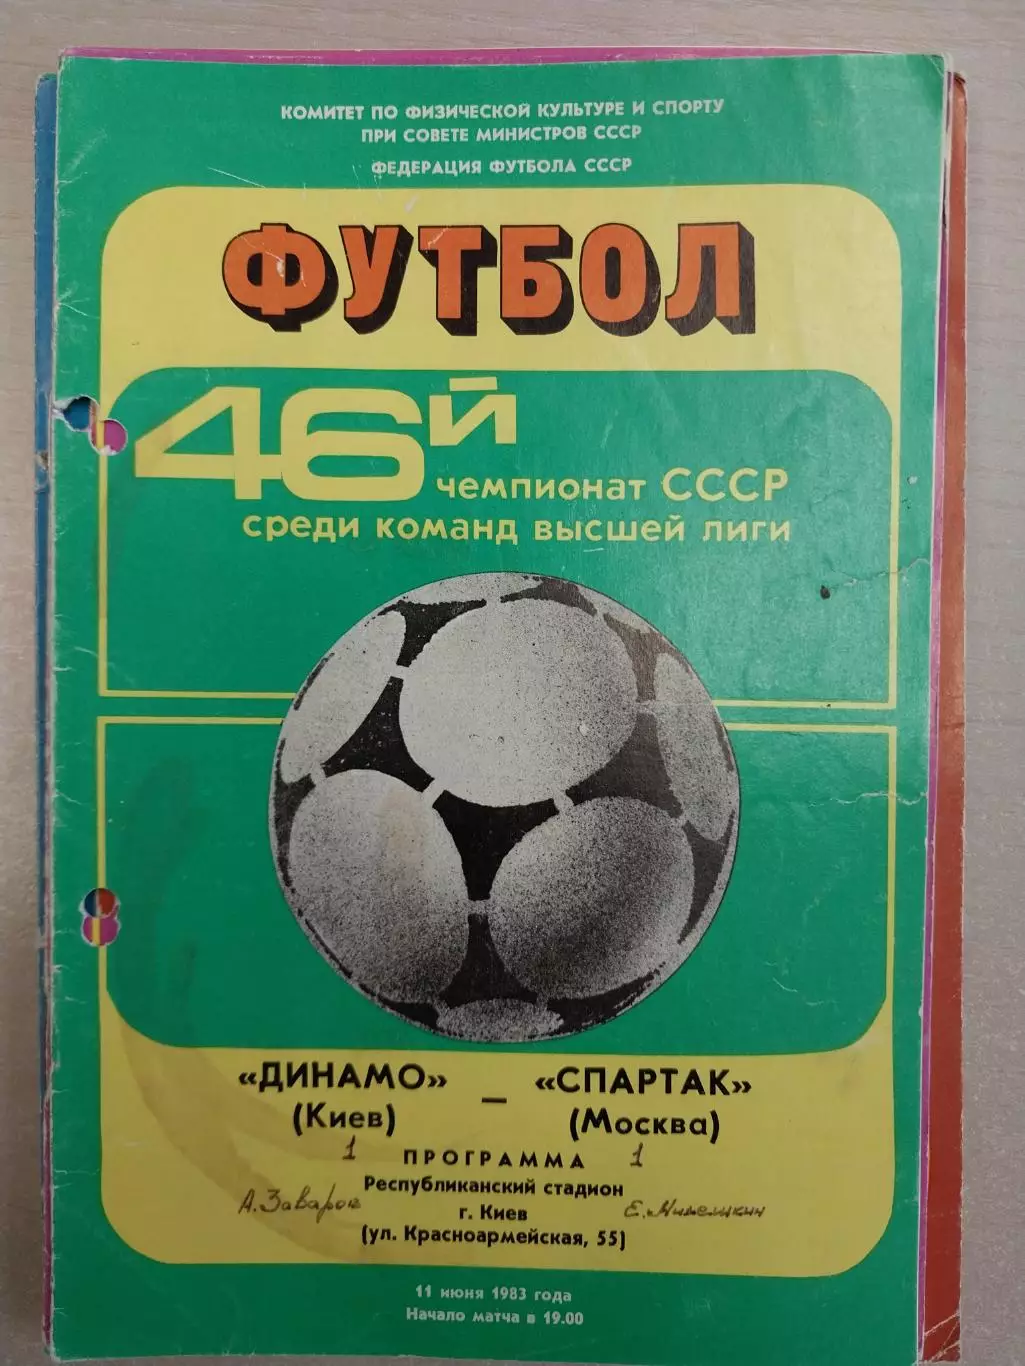 КОМИТЕТ ПО ФИЗИЧЕСКОЙ КУЛЬТУРЕ И СПОРТУ
ПРИ СОВЕТЕ МИНИСТРОВ СССР
ФЕДЕРАЦИЯ ФУТБОЛА СССР
ФУТБОЛ
46Й
чемпионат СССР
среди команд высшей лиги
«ДИНАМО» – «СПАРТАК»
(Киев) (Москва)
1 ПРОГРАММА 1
Республиканский стадион
А. Заваров г. Киев
(ул. Красноармейская, 55)
11 июня 1983 года
Начало матча в 19.00